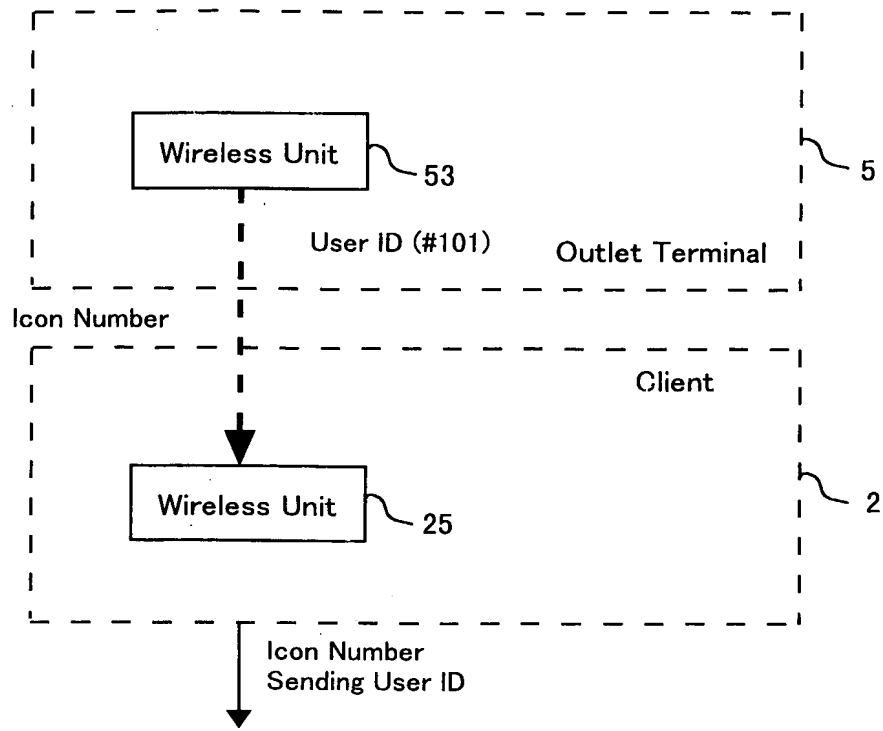 Wireless Unit
53
5
User ID (#101)
Outlet Terminal
Icon Number
Client
Wireless Unit
25
2
Icon Number
Sending User ID